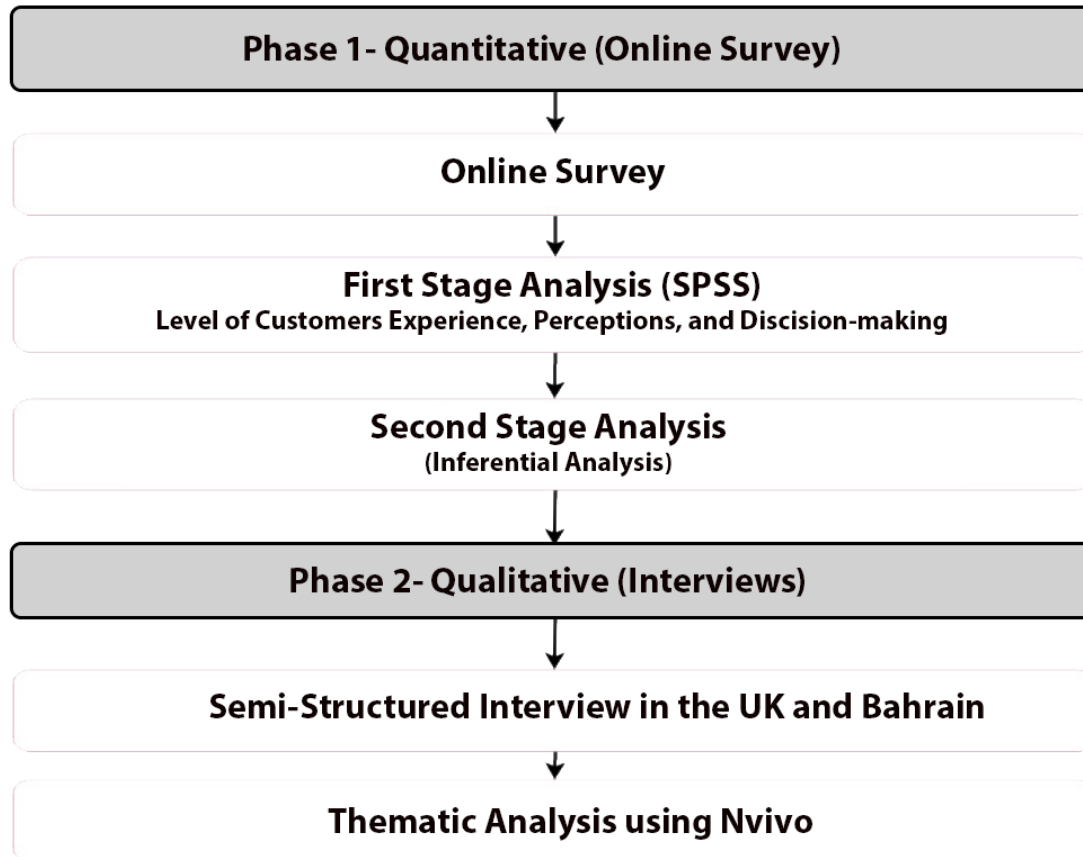 Phase 1- Quantitative (Online Survey)
Online Survey
First Stage Analysis (SPSS)
Level of Customers Experience, Perceptions, and Discision-making
Second Stage Analysis
(Inferential Analysis)
Phase 2- Qualitative (Interviews)
Semi-Structured Interview in the UK and Bahrain
Thematic Analysis using Nvivo